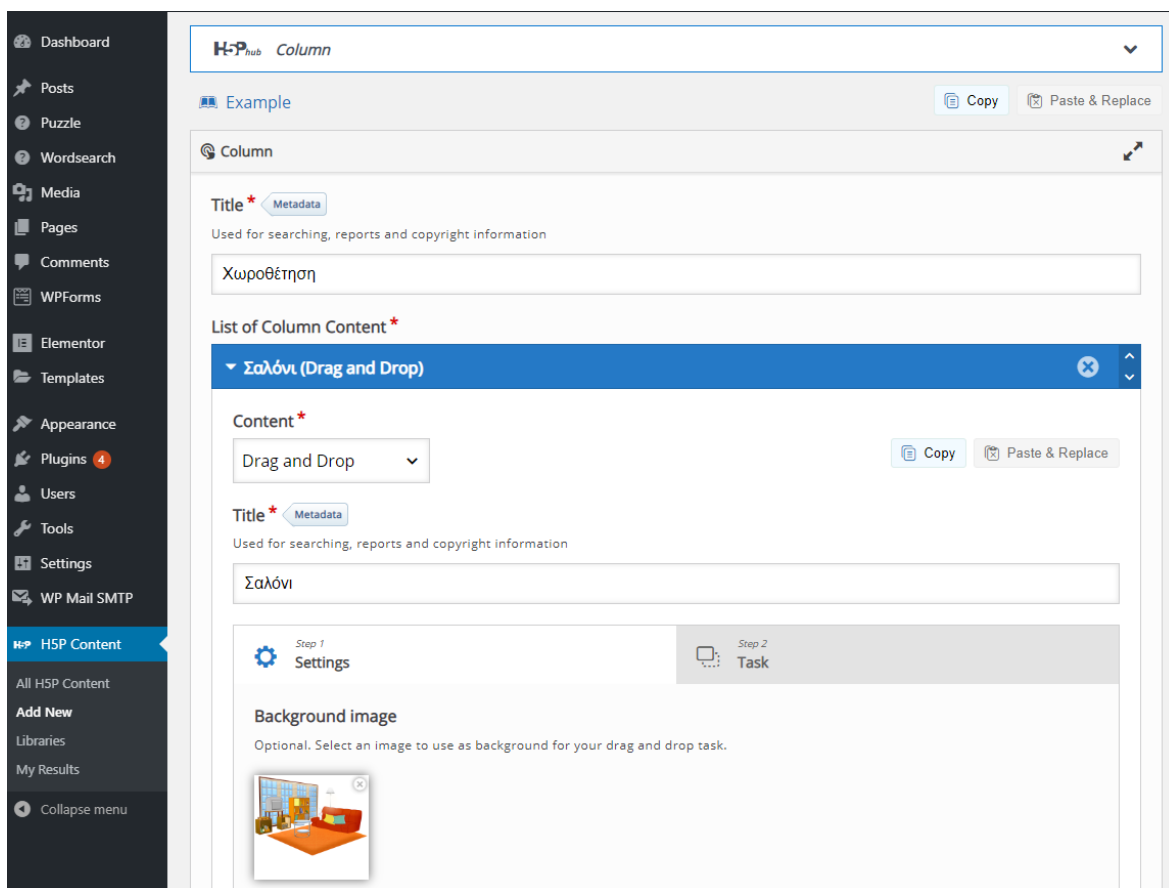 Dashboard
Posts
Puzzle
Wordsearch
Media
Pages
Comments
WPForms
Elementor
Templates
Appearance
Plugins 4
Users
Tools
Settings
WP Mail SMTP
H5P H5P Content
All H5P Content
Add New
Libraries
My Results
Collapse menu
H5P hub Column
Example
Copy
Paste & Replace
Column
Title * Metadata
Used for searching, reports and copyright information
Χωροθέτηση
List of Column Content *
Σαλόνι (Drag and Drop)
Content *
Drag and Drop
Copy
Paste & Replace
Title * Metadata
Used for searching, reports and copyright information
Σαλόνι
Step 1
Settings
Step 2
Task
Background image
Optional. Select an image to use as background for your drag and drop task.